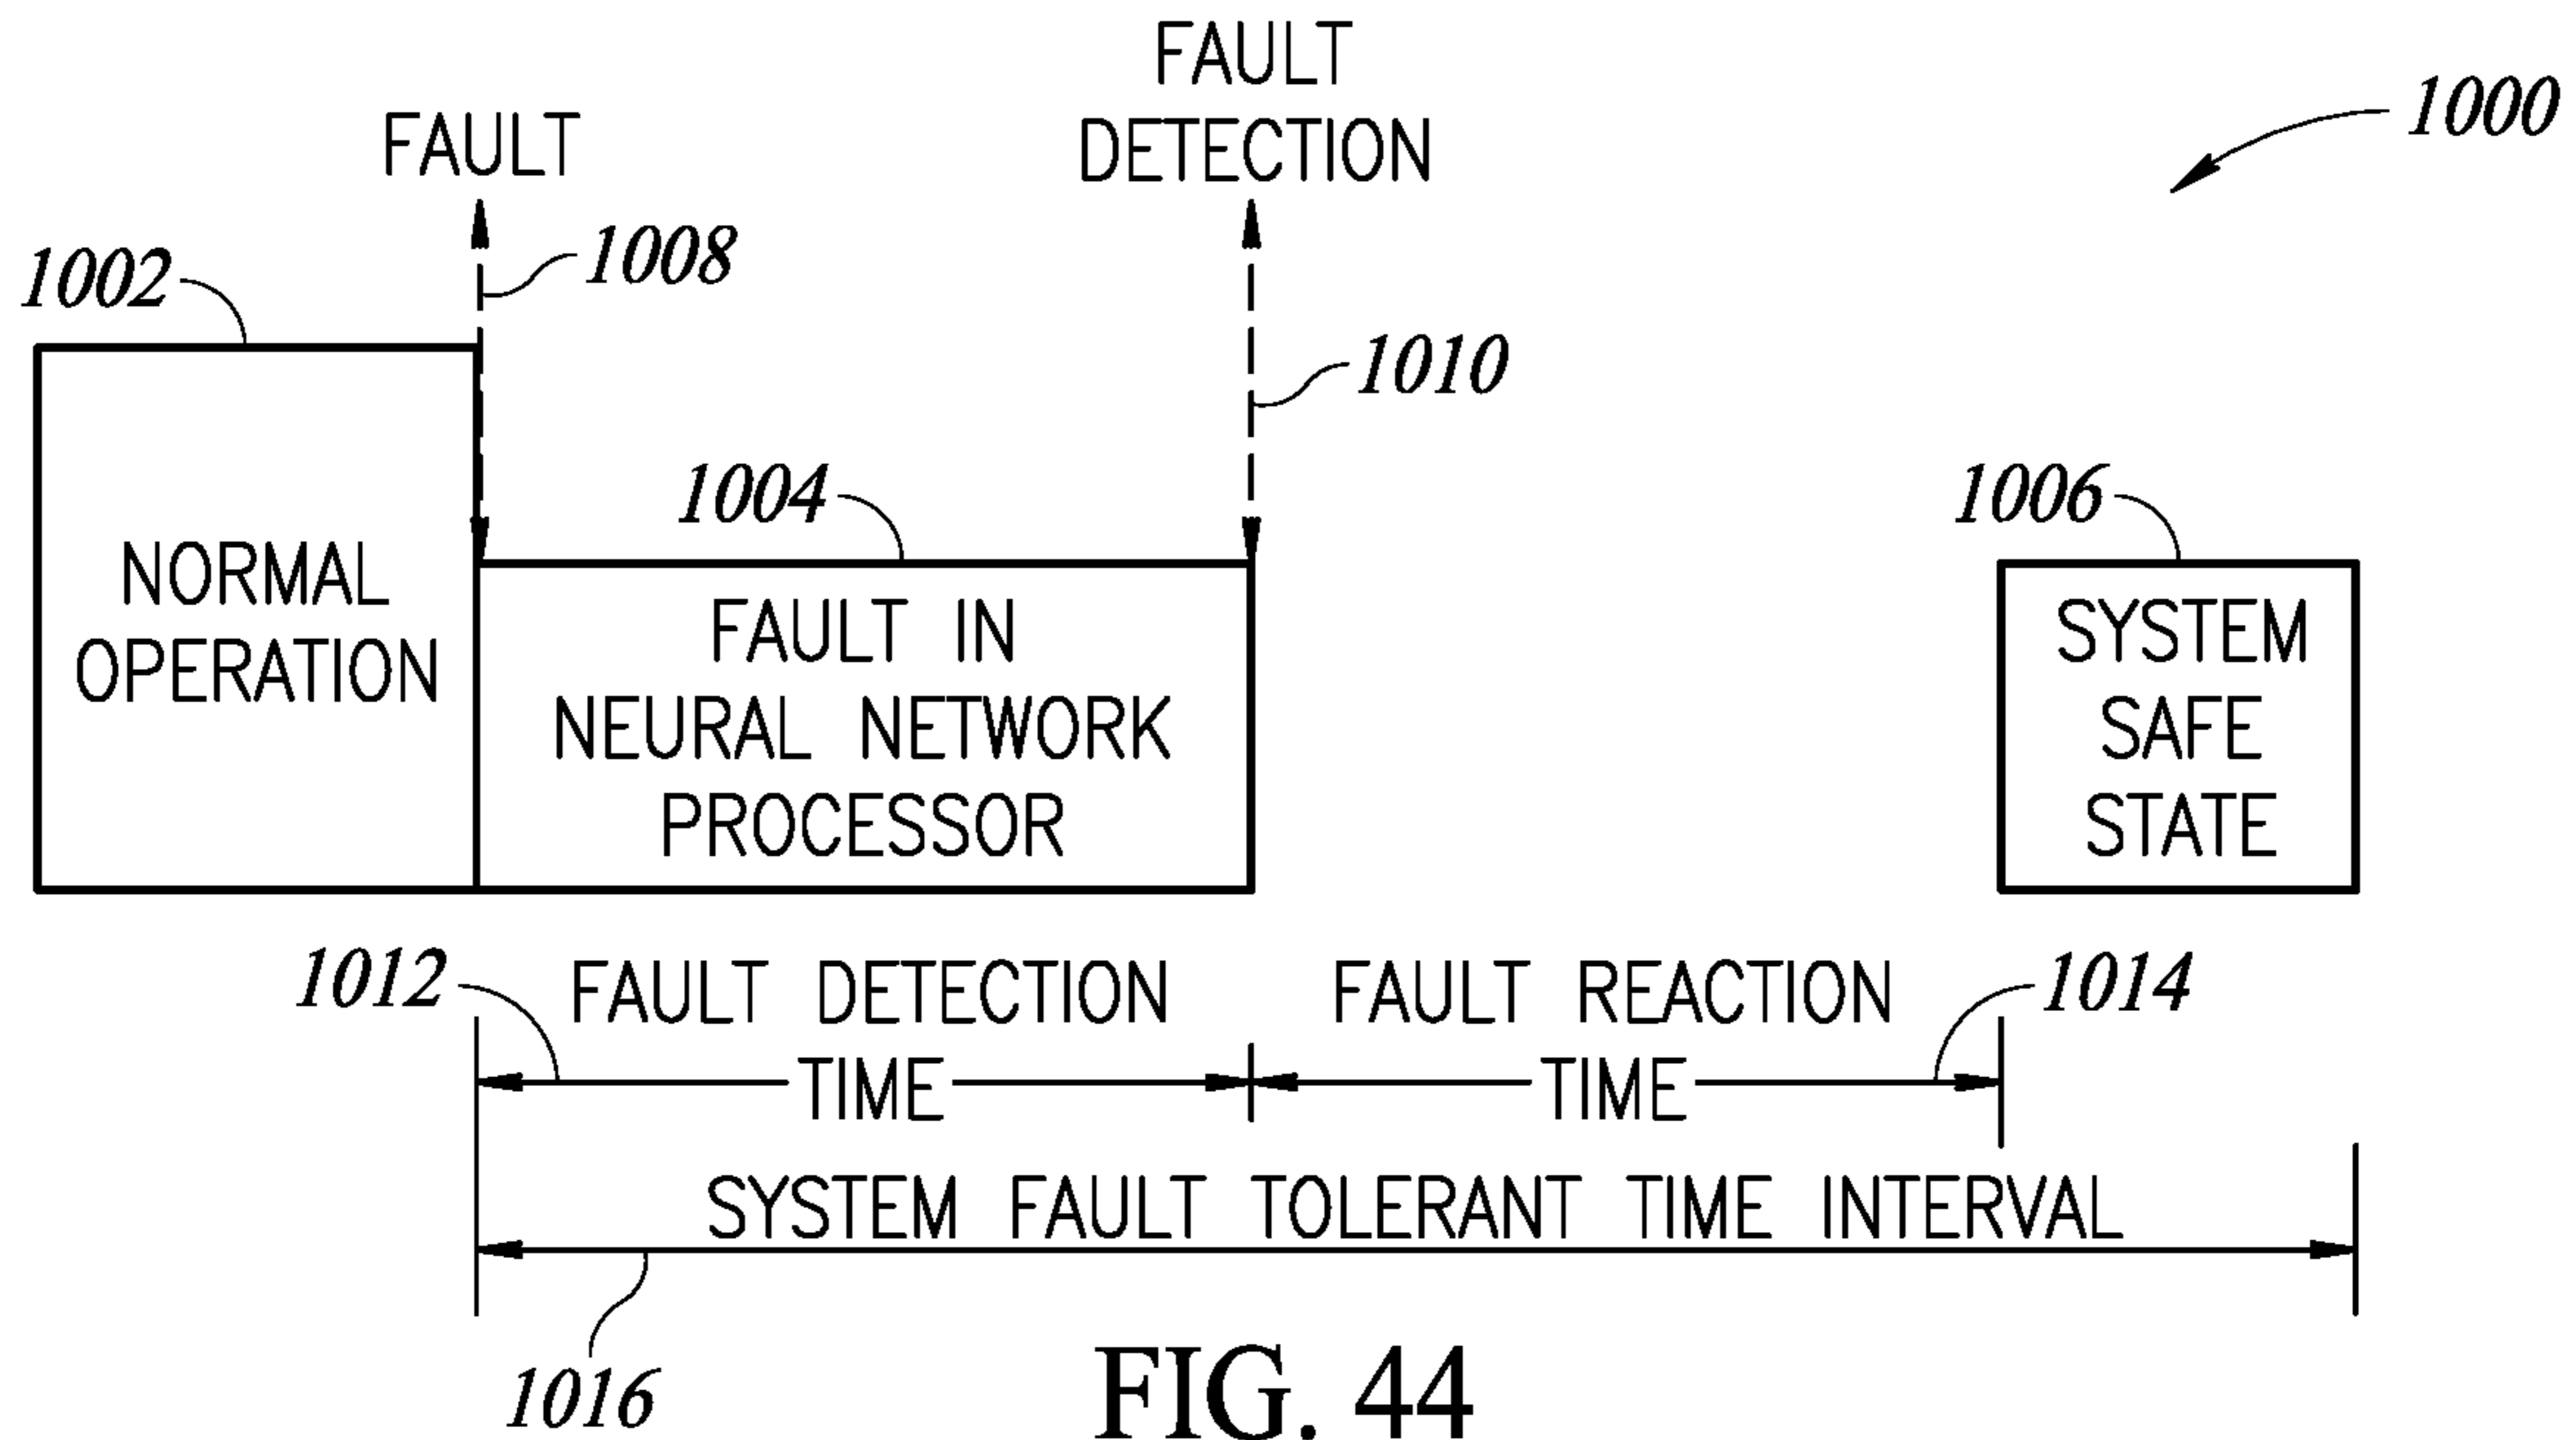 FAULT
DETECTION
1000
FAULT
1008
1002
1010
1004
1006
NORMAL
OPERATION
FAULT IN
NEURAL NETWORK
PROCESSOR
SYSTEM
SAFE
STATE
1012
FAULT DETECTION
TIME
FAULT REACTION
TIME
1014
SYSTEM FAULT TOLERANT TIME INTERVAL
1016
FIG. 44